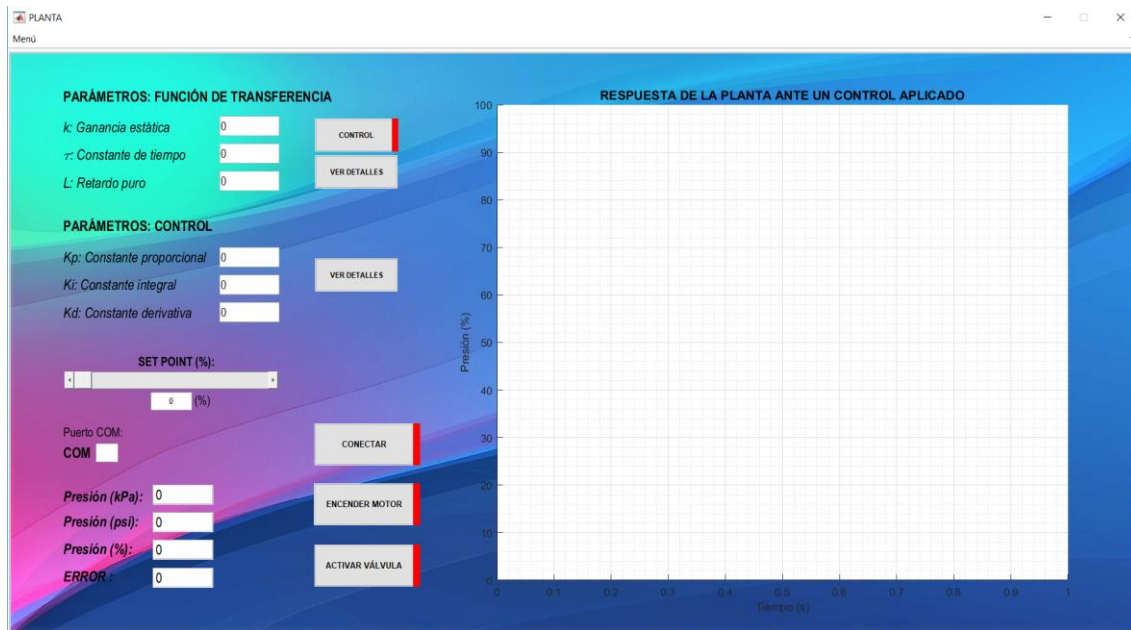 PLANTA
Menú
PARÁMETROS: FUNCIÓN DE TRANSFERENCIA
k: Ganancia estática 0
τ: Constante de tiempo 0
L: Retardo puro 0
CONTROL
VER DETALLES
PARÁMETROS: CONTROL
Kp: Constante proporcional 0
Ki: Constante integral 0
Kd: Constante derivativa 0
VER DETALLES
SET POINT (%):
0 (%)
Puerto COM:
COM
CONECTAR
Presión (kPa): 0
Presión (psi): 0
Presión (%): 0
ERROR : 0
ENCENDER MOTOR
ACTIVAR VÁLVULA
RESPUESTA DE LA PLANTA ANTE UN CONTROL APLICADO
100
90
80
70
60
50
40
30
20
10
0
Presión (%)
0 0.1 0.2 0.3 0.4 0.5 0.6 0.7 0.8 0.9 1
Tiempo (s)